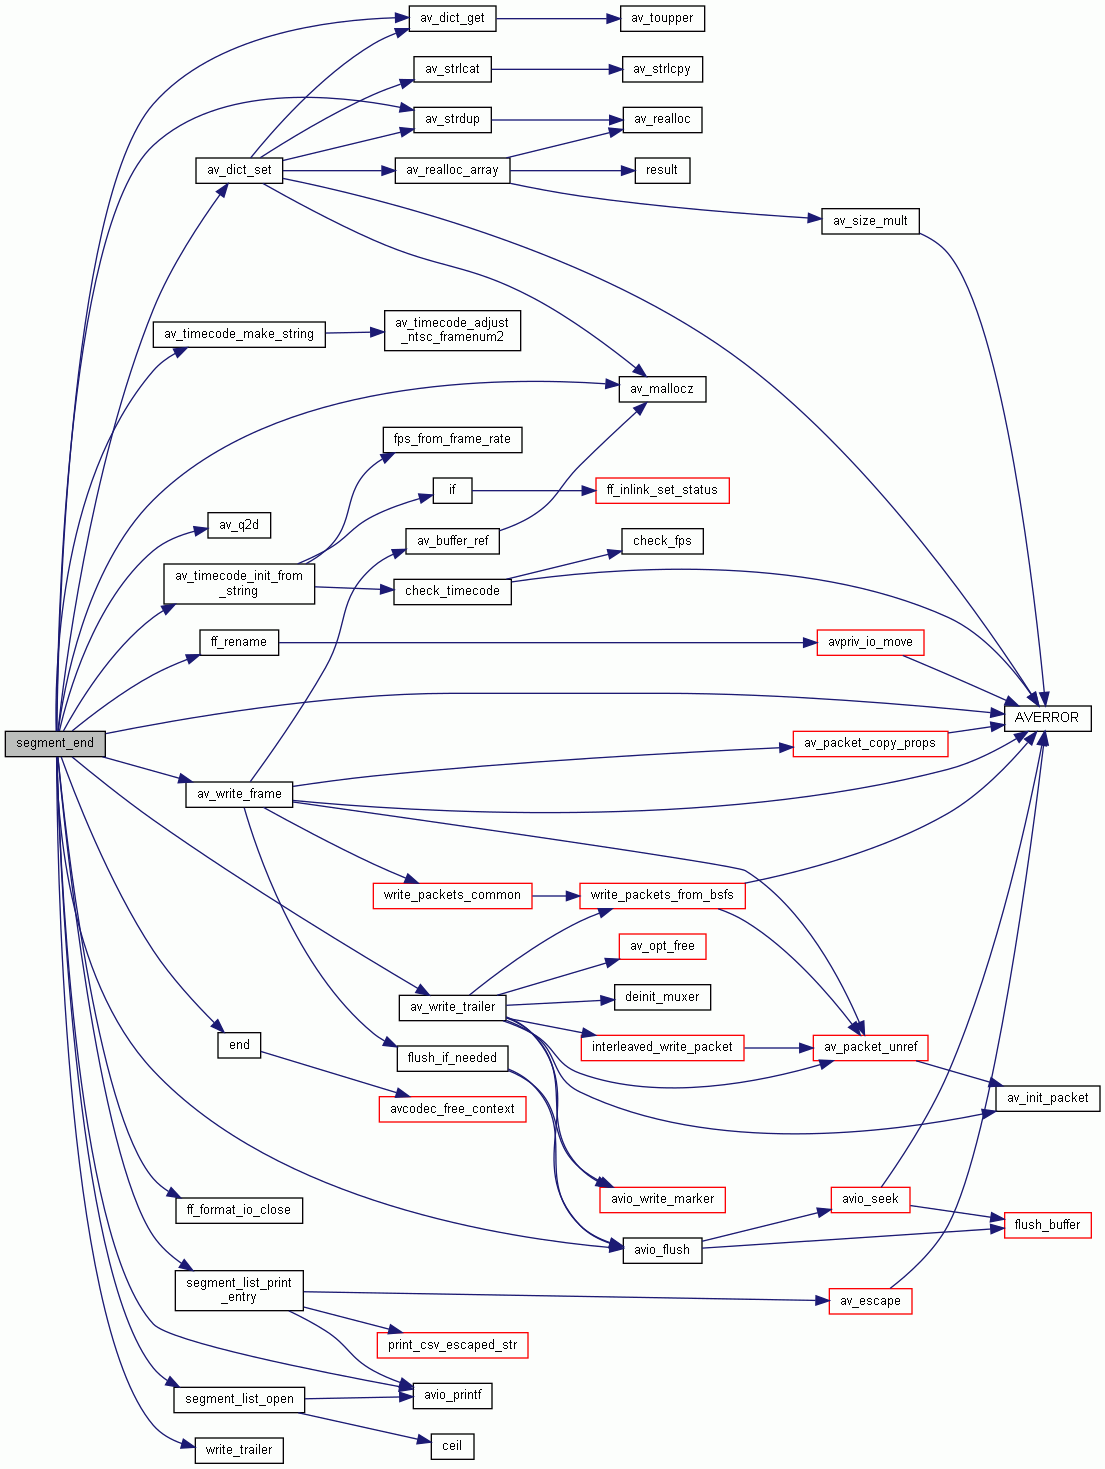 av_dict_get
av_toupper
av_strlcat
av_strlcpy
av_strdup
av_realloc
av_dict_set
av_realloc_array
result
av_size_mult
av_timecode_make_string
av_timecode_adjust
_ntsc_framenum2
av_mallocz
fps_from_frame_rate
if
ff_inlink_set_status
av_q2d
av_buffer_ref
check_fps
av_timecode_init_from
_string
check_timecode
ff_rename
avpriv_io_move
AVERROR
segment_end
av_packet_copy_props
av_write_frame
write_packets_common
write_packets_from_bsfs
av_opt_free
deinit_muxer
av_write_trailer
end
flush_if_needed
interleaved_write_packet
av_packet_unref
av_init_packet
avcodec_free_context
ff_format_io_close
avio_write_marker
avio_seek
flush_buffer
avio_flush
segment_list_print
_entry
av_escape
print_csv_escaped_str
segment_list_open
avio_printf
write_trailer
ceil